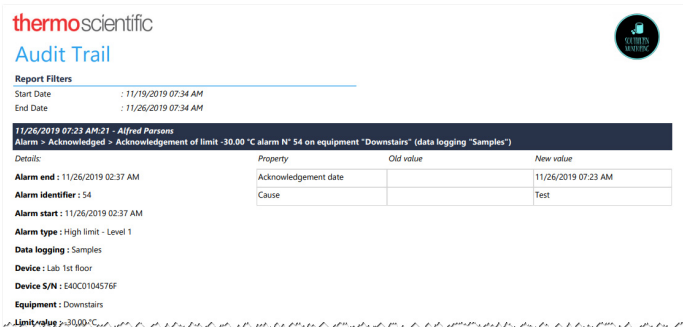 thermoscientific
SOUTHERN
Audit Trail
Report Filters
Start Date : 11/19/2019 07:34 AM
End Date : 11/26/2019 07:34 AM
11/26/2019 07:23 AM:21 - Alfred Parsons
Alarm > Acknowledged > Acknowledgement of limit -30.00 °C alarm N° 54 on equipment "Downstairs" (data logging "Samples")
Details: Property Old value New value
Alarm end : 11/26/2019 02:37 AM Acknowledgement date 11/26/2019 07:23 AM
Alarm identifier : 54 Cause Test
Alarm start : 11/26/2019 02:37 AM
Alarm type : High limit - Level 1
Data logging : Samples
Device : Lab 1st floor
Device S/N : E40C0104576F
Equipment : Downstairs
Limit value : -30.00 °C